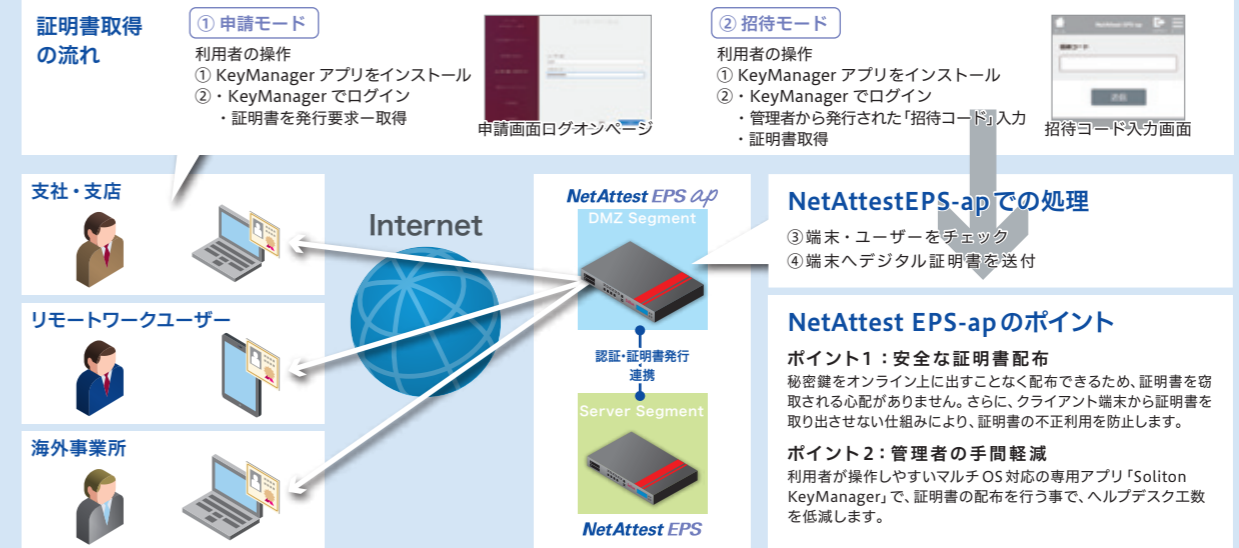 証明書取得
の流れ
① 申請モード
利用者の操作
① KeyManager アプリをインストール
②・KeyManager でログイン
・証明書を発行要求ー取得
申請画面ログオンページ
② 招待モード
利用者の操作
① KeyManager アプリをインストール
②・KeyManager でログイン
・管理者から発行された「招待コード」入力
・証明書取得
NetAttest EPS-ap
招待コード
送信
招待コード入力画面
支社・支店
リモートワークユーザー
海外事業所
Internet
NetAttest EPS ap
DMZ Segment
認証・証明書発行
連携
Server Segment
NetAttest EPS
NetAttestEPS-apでの処理
③端末・ユーザーをチェック
④端末へデジタル証明書を送付
NetAttest EPS-apのポイント
ポイント1：安全な証明書配布
秘密鍵をオンライン上に出すことなく配布できるため、証明書を窃
取される心配がありません。さらに、クライアント端末から証明書を
取り出させない仕組みにより、証明書の不正利用を防止します。
ポイント2：管理者の手間軽減
利用者が操作しやすいマルチOS対応の専用アプリ「Soliton
KeyManager」で、証明書の配布を行う事で、ヘルプデスク工数
を低減します。